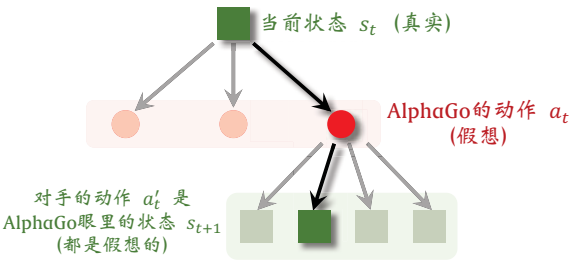 当前状态 s_t (真实)
AlphaGo的动作 a_t
(假想)
对手的动作 a'_t 是
AlphaGo眼里的状态 s_{t+1}
(都是假想的)